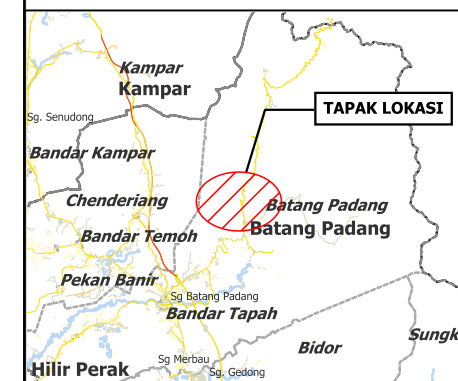 Kampar
Kampar
TAPAK LOKASI
Sg. Senudong
Bandar Kampar
Chenderiang
Batang Padang
Batang Padang
Bandar Temoh
Pekan Banir
Sg Batang Padang
Bandar Tapah
Bidor
Sungk
Sg Merbau
Hilir Perak
Sg. Gedong